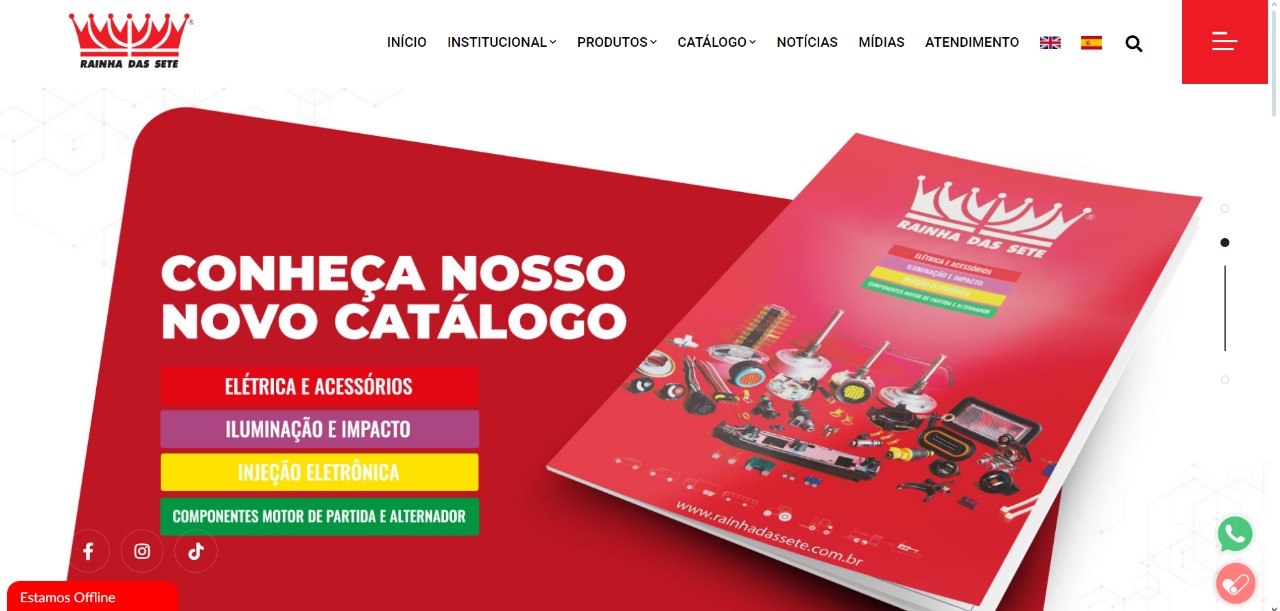 RAINHA DAS SETE
INÍCIO INSTITUCIONAL PRODUTOS CATÁLOGO NOTÍCIAS MÍDIAS ATENDIMENTO
CONHEÇA NOSSO
NOVO CATÁLOGO
ELÉTRICA E ACESSÓRIOS
ILUMINAÇÃO E IMPACTO
INJEÇÃO ELETRÔNICA
COMPONENTES MOTOR DE PARTIDA E ALTERNADOR
RAINHA DAS SETE
ELÉTRICA E ACESSÓRIOS
ILUMINAÇÃO E IMPACTO
INJEÇÃO ELETRÔNICA
COMPONENTES MOTOR DE PARTIDA E ALTERNADOR
www.rainhadassete.com.br
Estamos Offline